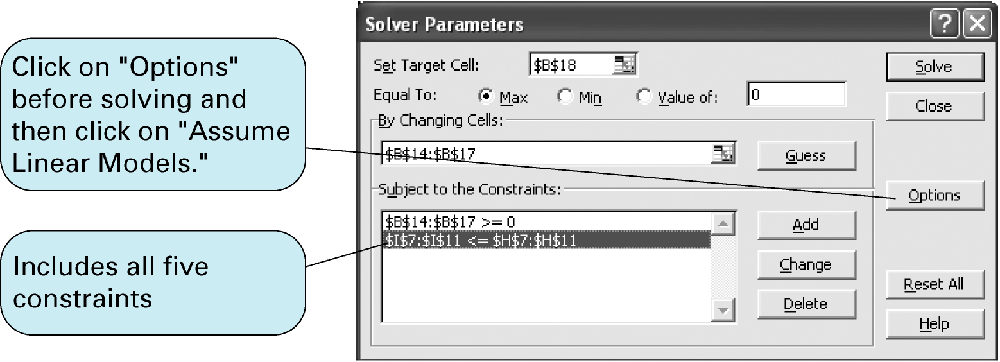 Click on "Options"
before solving and
then click on "Assume
Linear Models."
Includes all five
constraints
Solver Parameters
Set Target Cell: $B$18 Solve
Equal To: Max Min Value of: 0
Close
By Changing Cells:
$B$14:$B$17 Guess
Subject to the Constraints: Options
$B$14:$B$17 >= 0 Add
$I$7:$I$11 <= $H$7:$H$11
Change
Reset All
Delete
Help